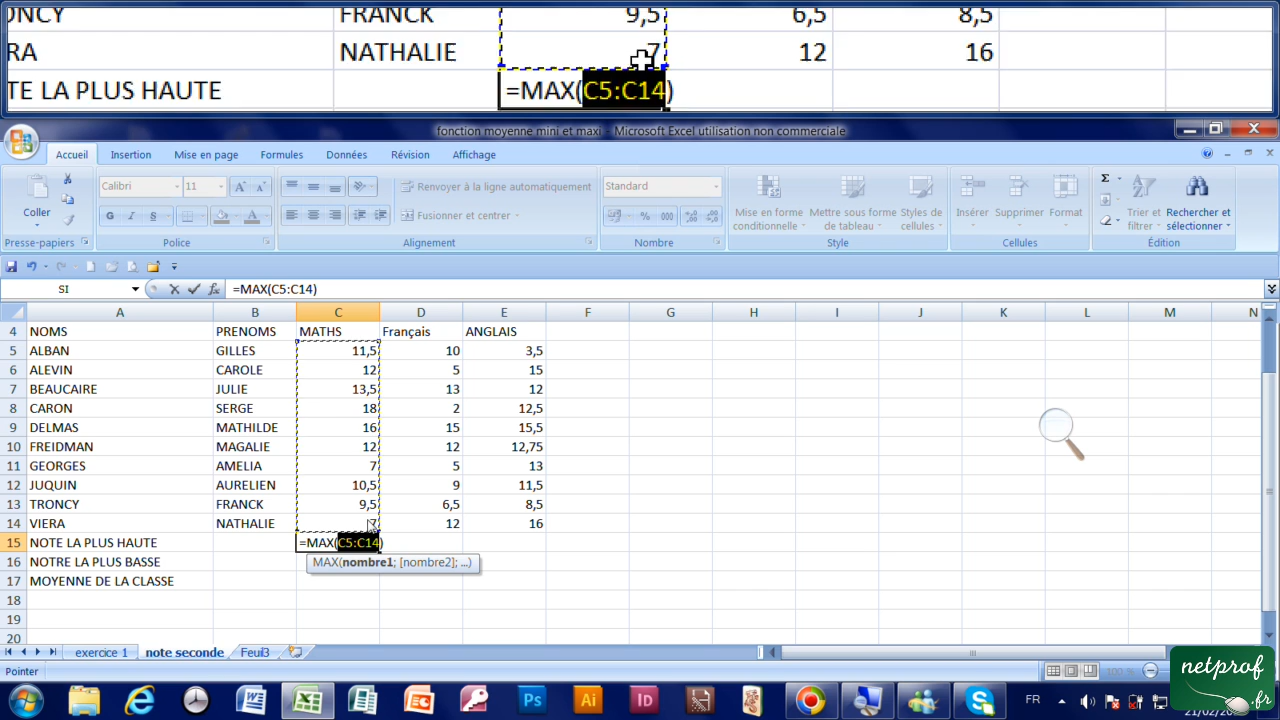 ONCY FRANCK 9,5 6,5 8,5
RA NATHALIE 7 12 16
TE LA PLUS HAUTE =MAX(C5:C14)
fonction moyenne mini et maxi - Microsoft Excel utilisation non commerciale
Accueil Insertion Mise en page Formules Données Révision Affichage
Calibri 11 Renvoyer à la ligne automatiquement Standard
Coller G I S Fusionner et centrer % 000
Mise en forme conditionnelle Mettre sous forme de tableau Styles de cellules Insérer Supprimer Format Σ Trier et filtrer Rechercher et sélectionner
Presse-papiers Police Alignement Nombre Style Cellules Édition
SI fx =MAX(C5:C14)
A B C D E F G H I J K L M N
4 NOMS PRENOMS MATHS Français ANGLAIS
5 ALBAN GILLES 11,5 10 3,5
6 ALEVIN CAROLE 12 5 15
7 BEAUCAIRE JULIE 13,5 13 12
8 CARON SERGE 18 2 12,5
9 DELMAS MATHILDE 16 15 15,5
10 FREIDMAN MAGALIE 12 12 12,75
11 GEORGES AMELIA 7 5 13
12 JUQUIN AURELIEN 10,5 9 11,5
13 TRONCY FRANCK 9,5 6,5 8,5
14 VIERA NATHALIE 7 12 16
15 NOTE LA PLUS HAUTE =MAX(C5:C14)
16 NOTRE LA PLUS BASSE MAX(nombre1; [nombre2]; ...)
17 MOYENNE DE LA CLASSE
18
19
20
exercice 1 note seconde Feuil3
Pointer 100 %
Ps Ai Id FR
21/02/20
netprof
.fr